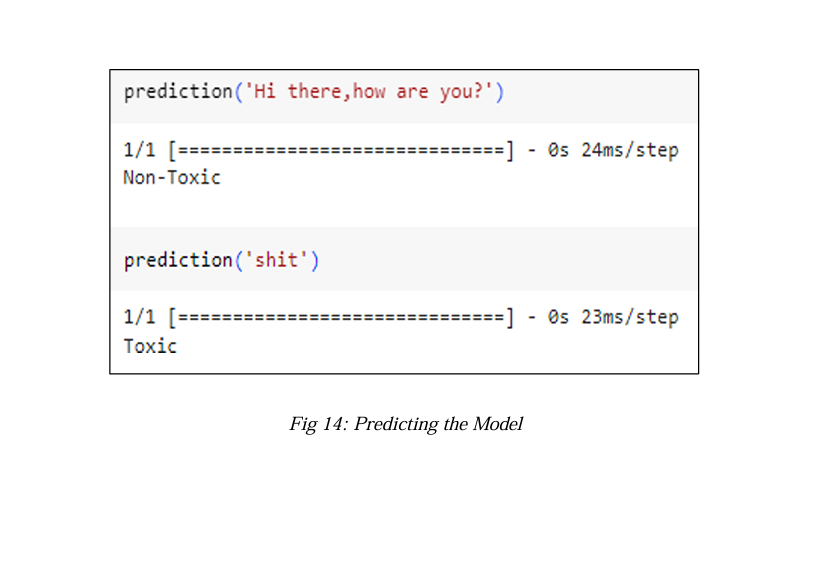 prediction('Hi there,how are you?')
1/1 [==============================] - 0s 24ms/step
Non-Toxic
prediction('shit')
1/1 [==============================] - 0s 23ms/step
Toxic
Fig 14: Predicting the Model